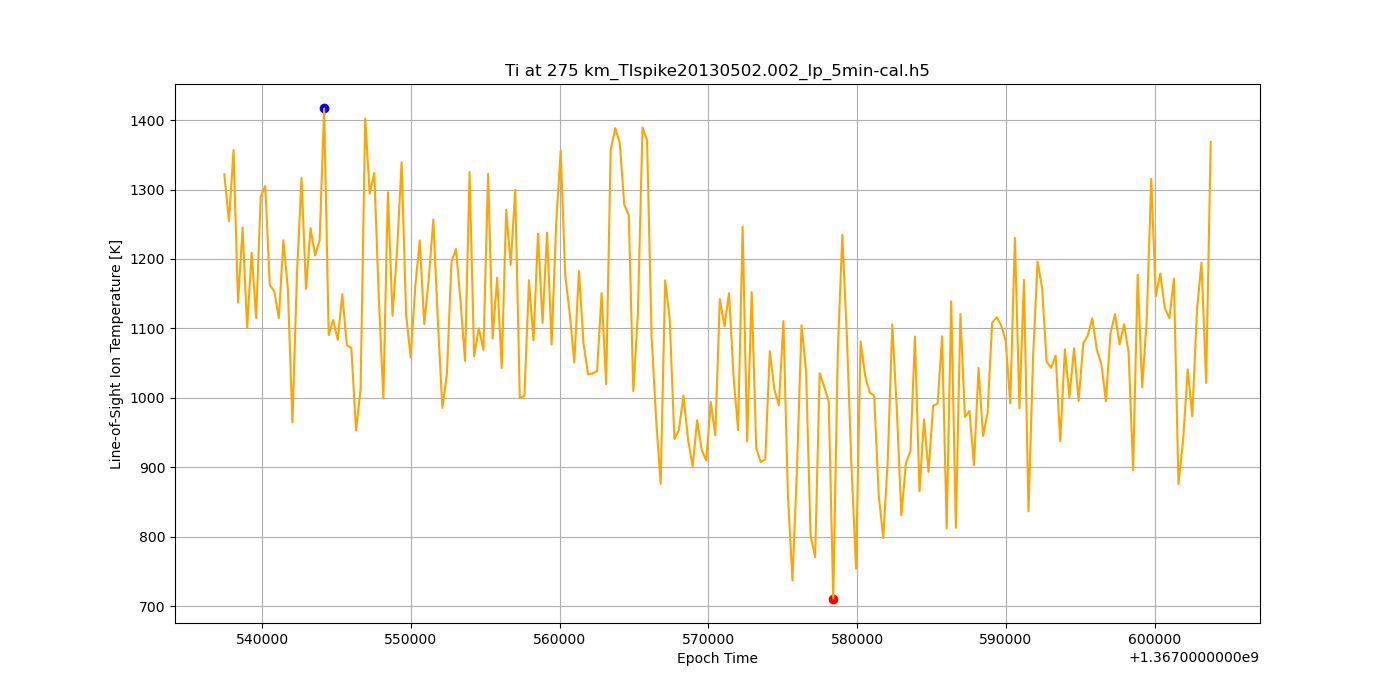 Ti at 275 km_TIspike20130502.002_lp_5min-cal.h5
Line-of-Sight Ion Temperature [K]
1400
1300
1200
1100
1000
900
800
700
540000 550000 560000 570000 580000 590000 600000
Epoch Time
+1.3670000000e9